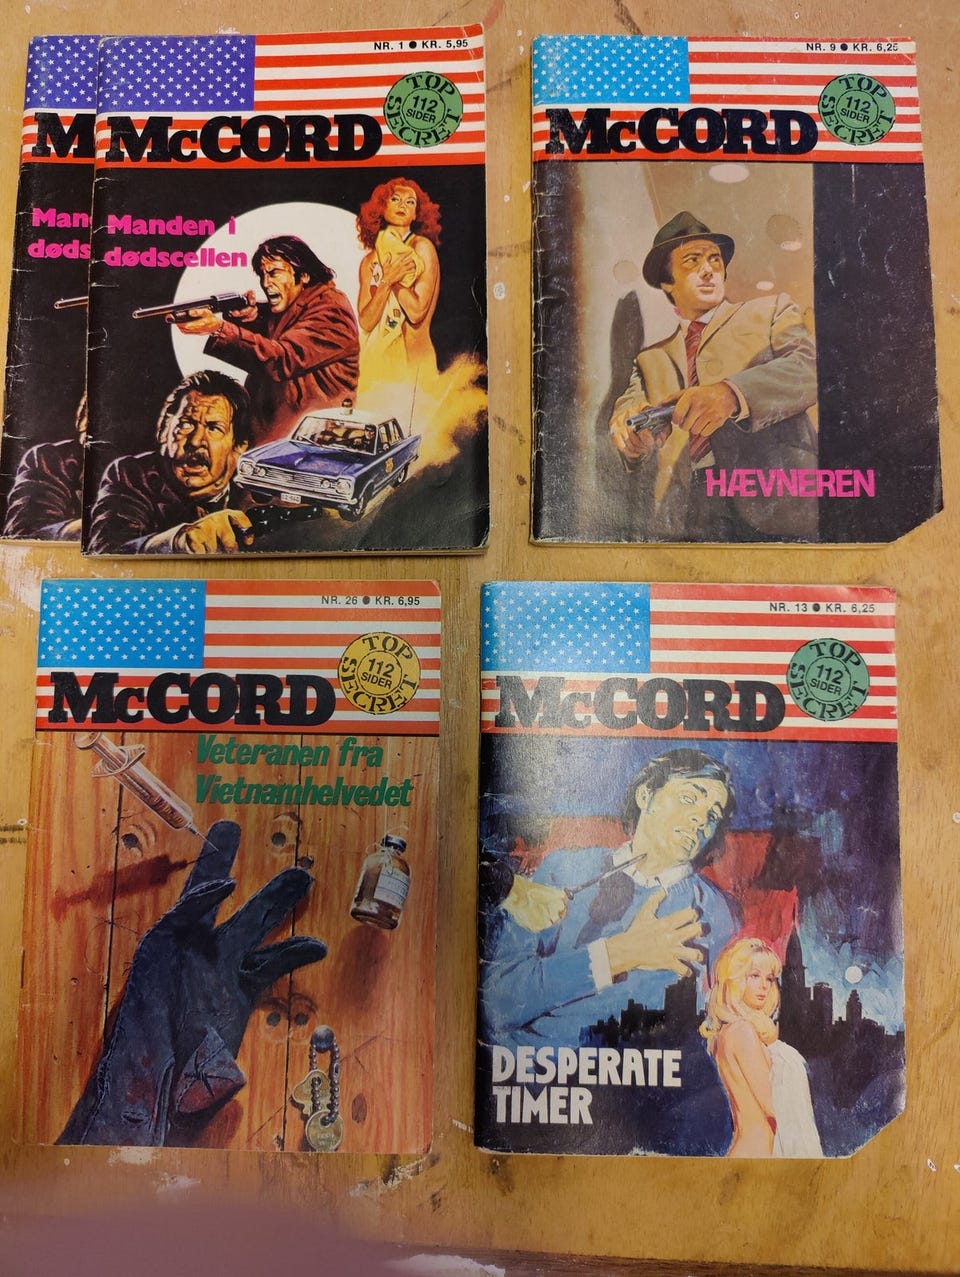 M
Man
døds
NR. 1 ● KR. 5,95
TOP SECRET
112 SIDER
McCORD
Manden i
dødscellen
NR. 9 ● KR. 6,25
TOP SECRET
112 SIDER
McCORD
HÆVNEREN
NR. 26 ● KR. 6,95
TOP SECRET
112 SIDER
McCORD
Veteranen fra
Vietnamhelvedet
NR. 13 ● KR. 6,25
TOP SECRET
112 SIDER
McCORD
DESPERATE
TIMER